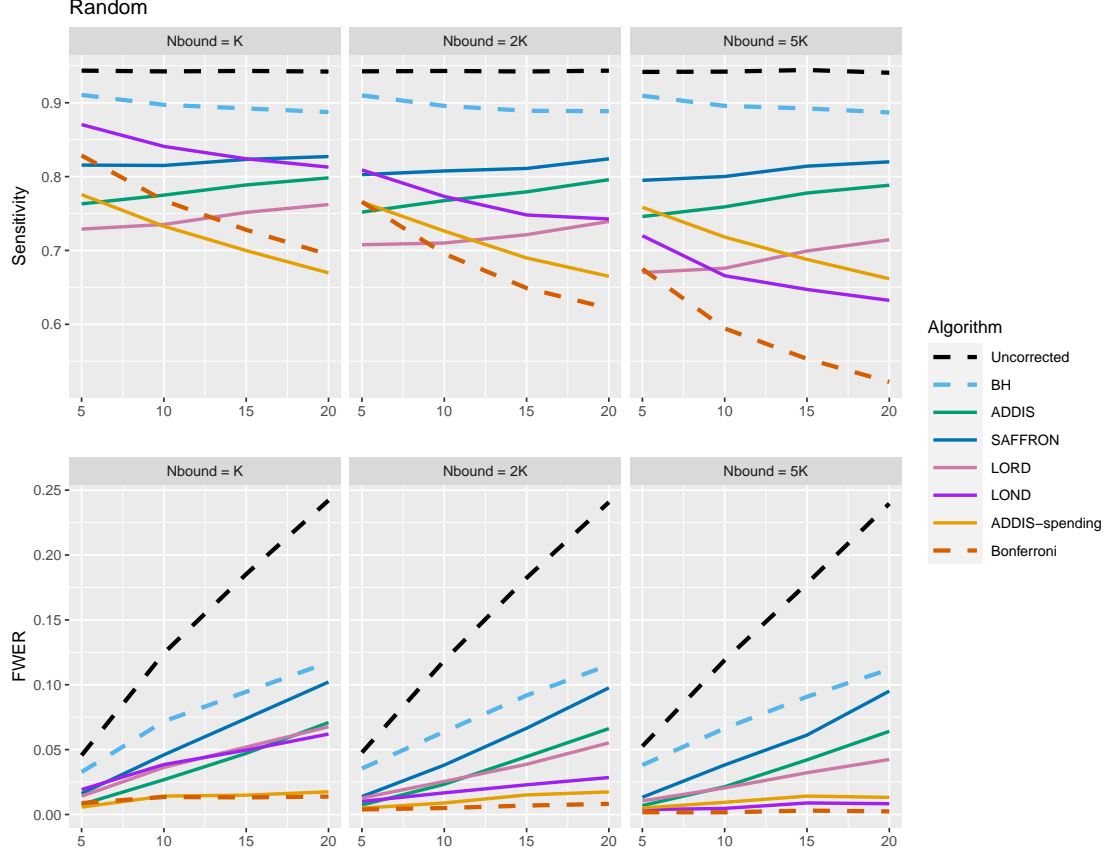 Random
Nbound = K
Nbound = 2K
Nbound = 5K
Sensitivity
0.9
0.8
0.7
0.6
5 10 15 20
5 10 15 20
5 10 15 20
Nbound = K
Nbound = 2K
Nbound = 5K
FWER
0.25
0.20
0.15
0.10
0.05
0.00
5 10 15 20
5 10 15 20
5 10 15 20
Algorithm
Uncorrected
BH
ADDIS
SAFFRON
LORD
LOND
ADDIS−spending
Bonferroni